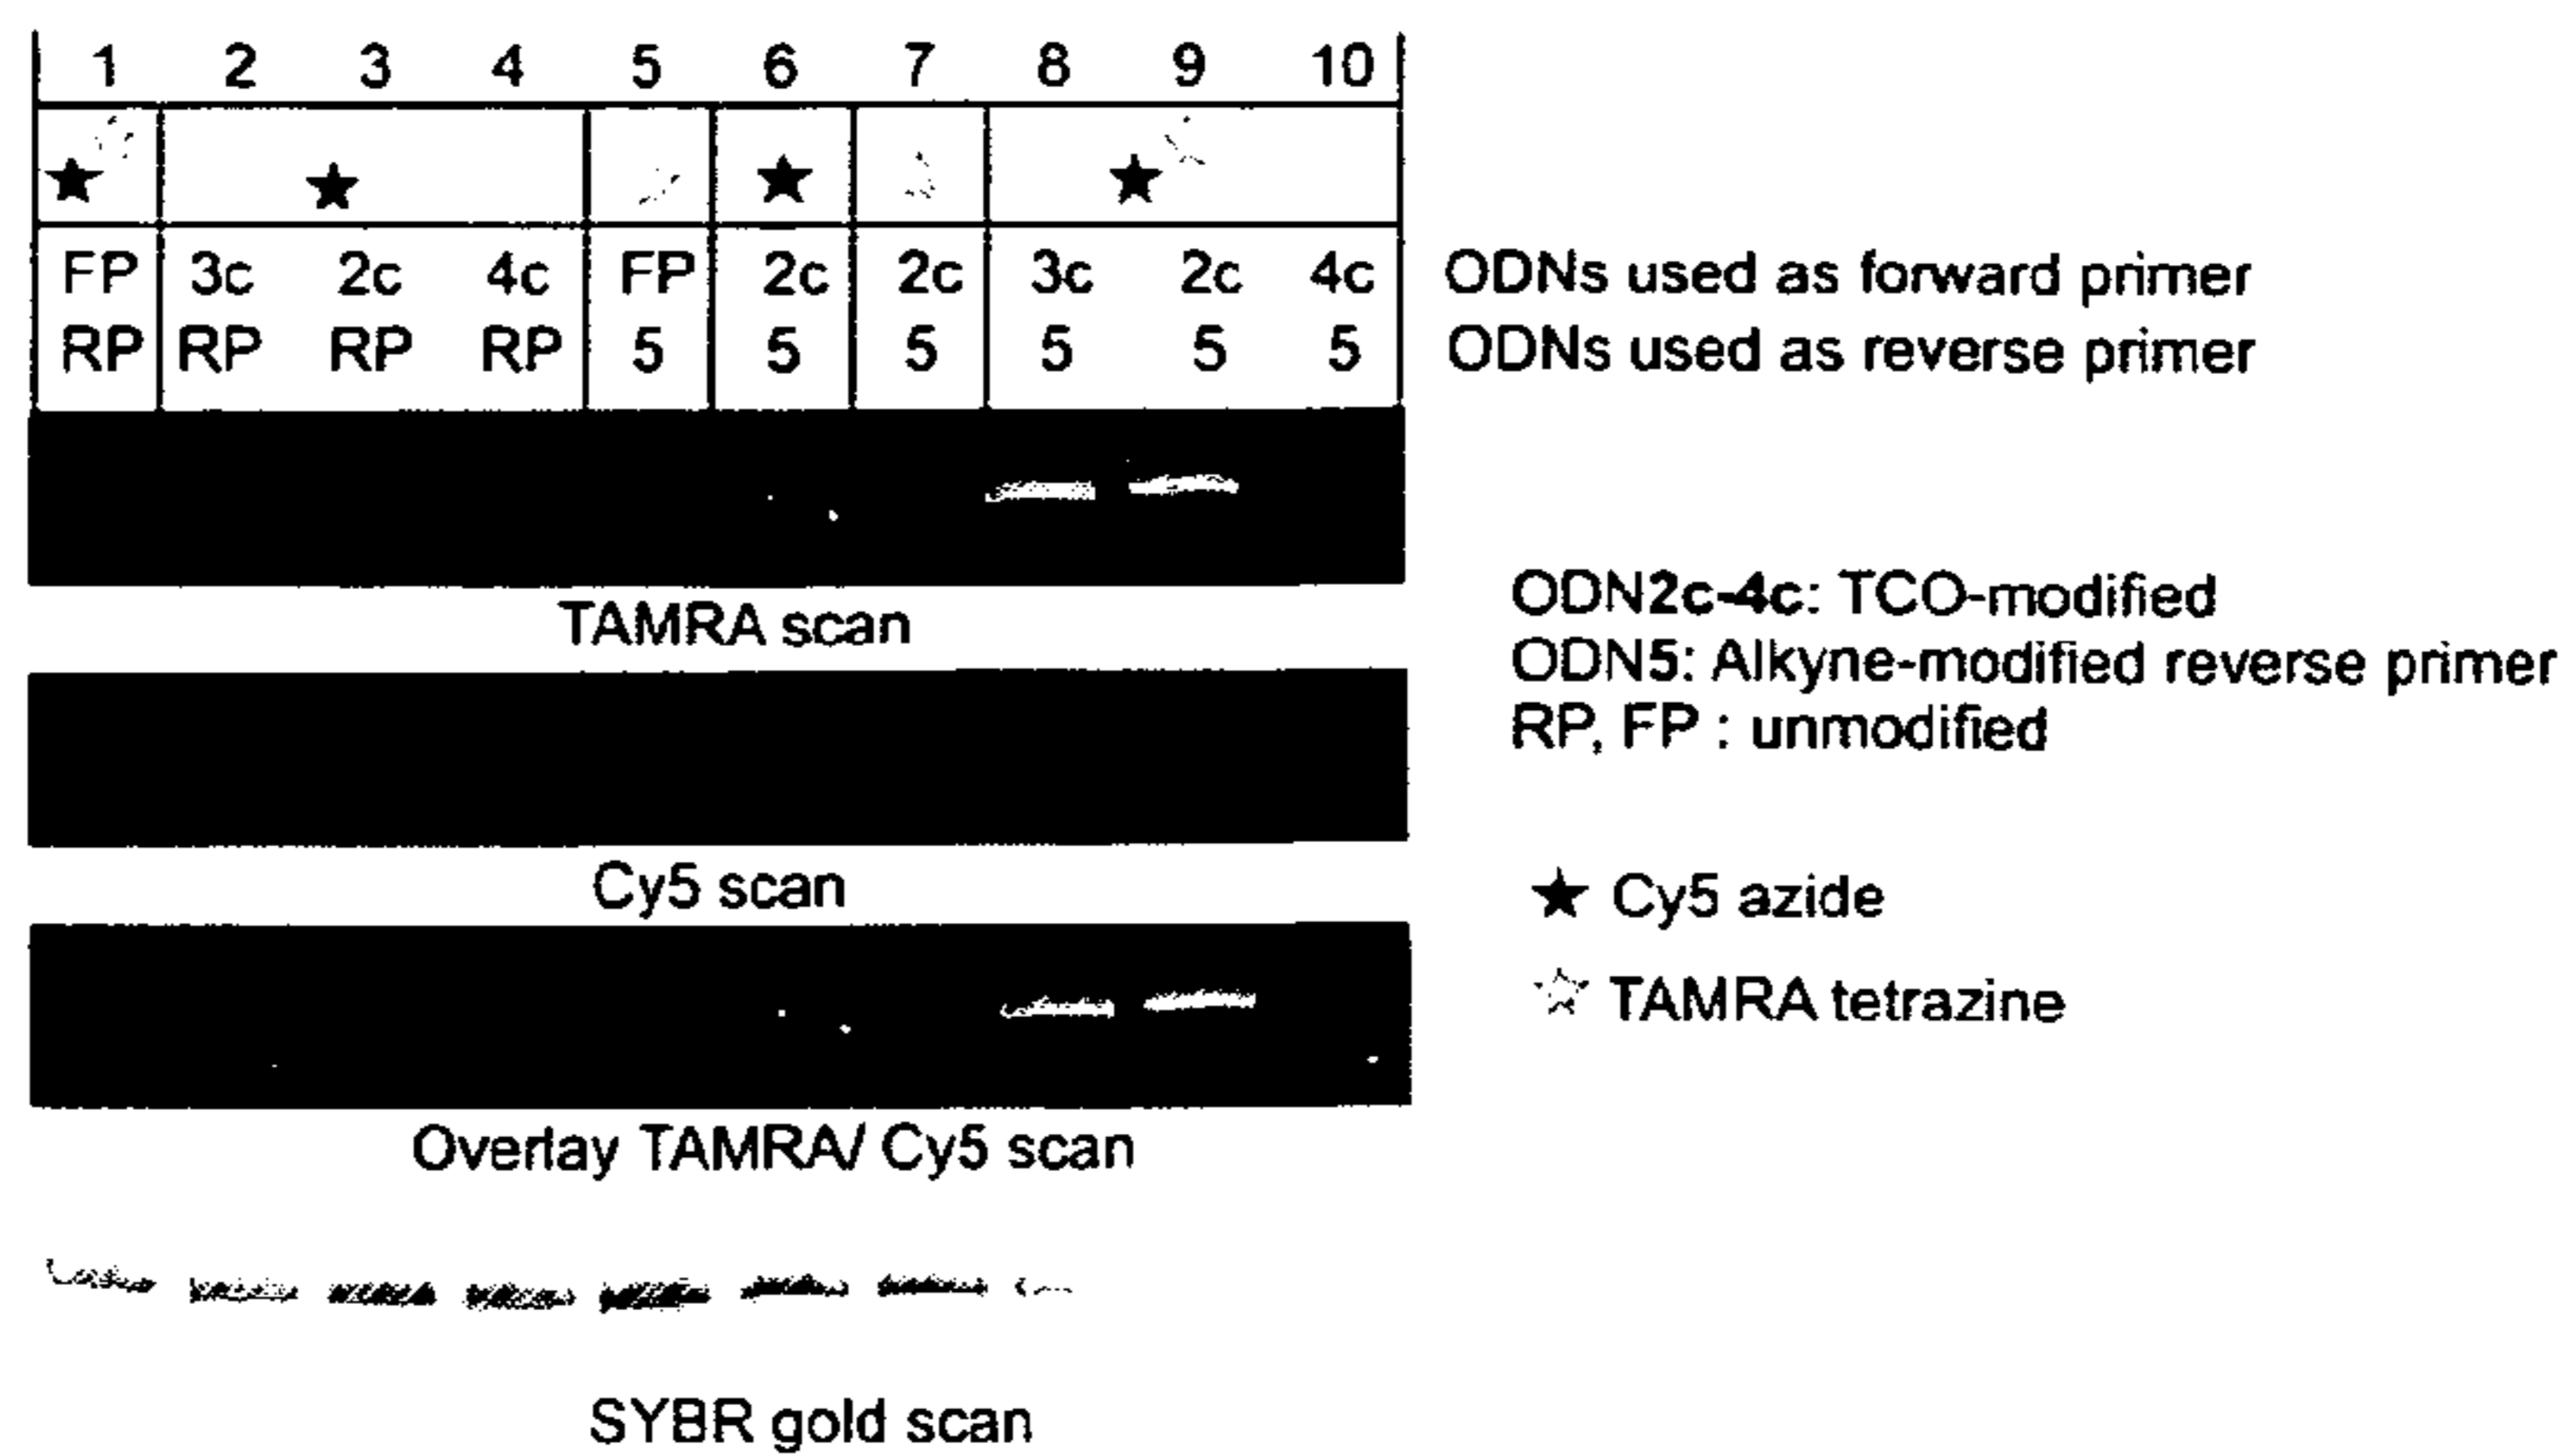 1 2 3 4 5 6 7 8 9 10
FP 3c 2c 4c FP 2c 2c 3c 2c 4c ODNs used as forward primer
RP RP RP RP 5 5 5 5 5 5 ODNs used as reverse primer
TAMRA scan
ODN2c-4c: TCO-modified
ODN5: Alkyne-modified reverse primer
RP, FP : unmodified
Cy5 scan
★ Cy5 azide
☆ TAMRA tetrazine
Overlay TAMRA/ Cy5 scan
SYBR gold scan